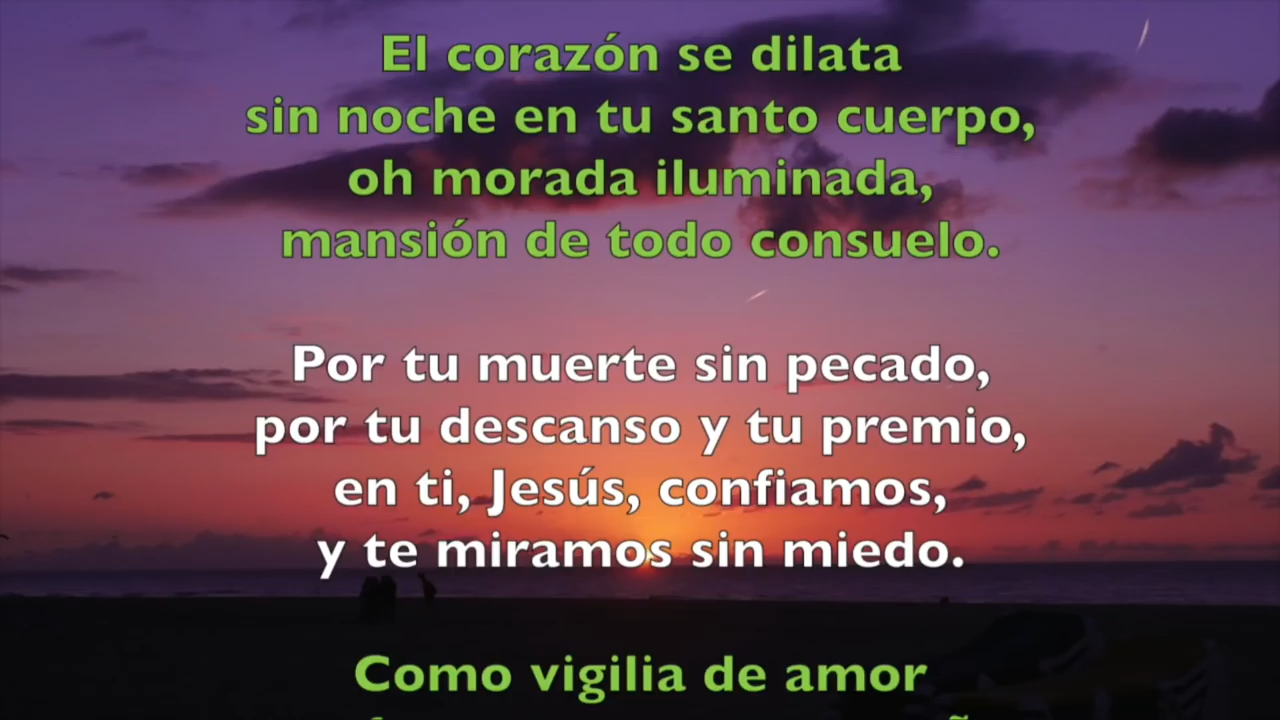 El corazón se dilata
sin noche en tu santo cuerpo,
oh morada iluminada,
mansión de todo consuelo.
Por tu muerte sin pecado,
por tu descanso y tu premio,
en ti, Jesús, confiamos,
y te miramos sin miedo.
Como vigilia de amor